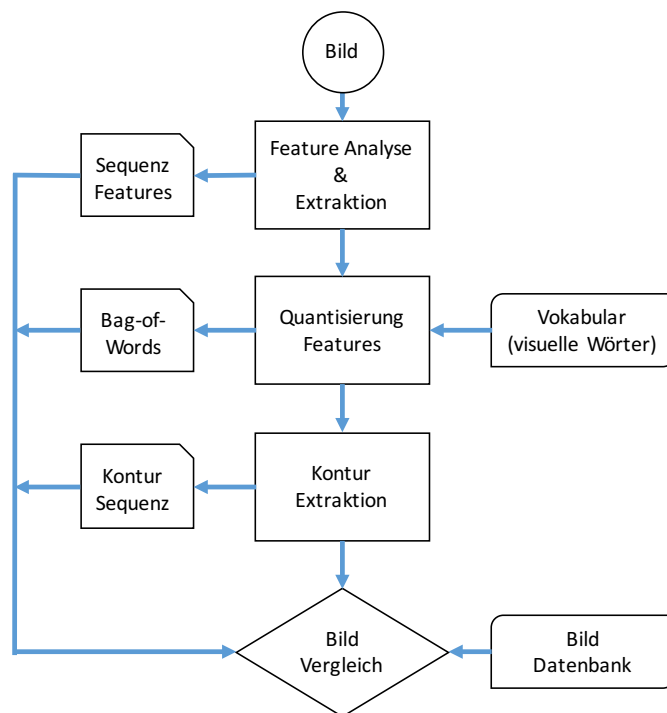 Bild
Sequenz
Features
Feature Analyse
&
Extraktion
Bag-of-
Words
Quantisierung
Features
Vokabular
(visuelle Wörter)
Kontur
Sequenz
Kontur
Extraktion
Bild
Vergleich
Bild
Datenbank